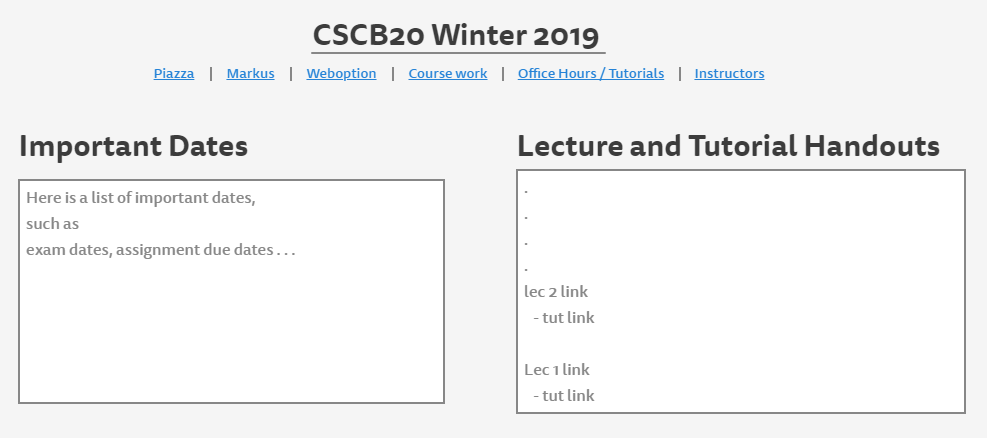 CSCB20 Winter 2019
Piazza | Markus | Weboption | Course work | Office Hours / Tutorials | Instructors
Important Dates
Here is a list of important dates,
such as
exam dates, assignment due dates . . .
Lecture and Tutorial Handouts
.
.
.
.
lec 2 link
- tut link
Lec 1 link
- tut link